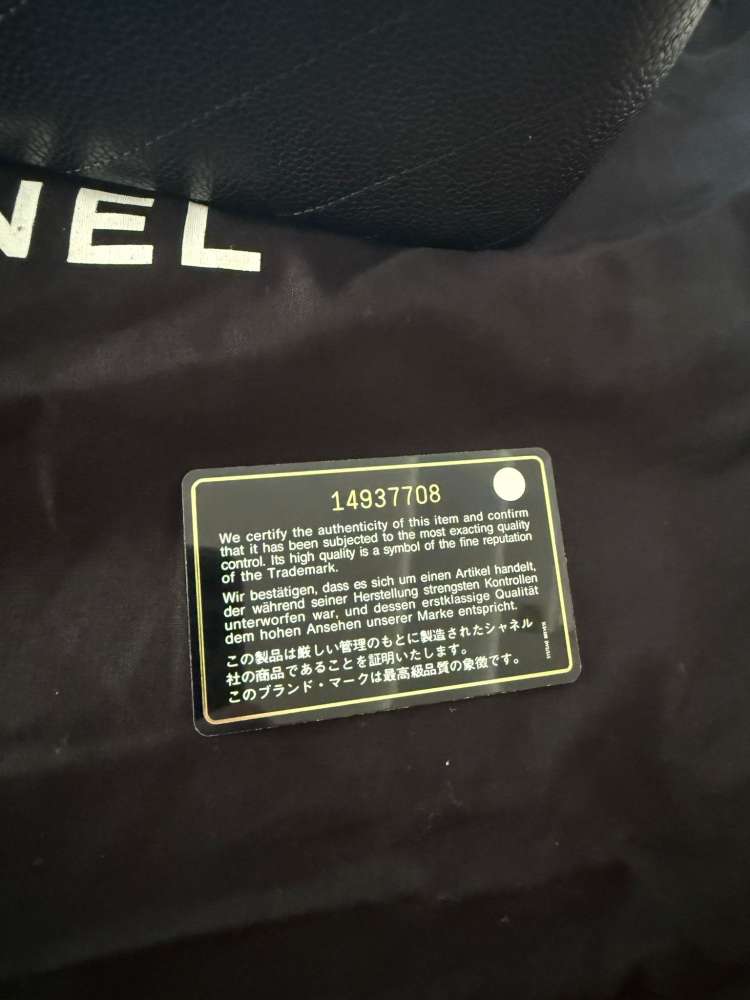 NEL
14937708
We certify the authenticity of this item and confirm
that it has been subjected to the most exacting quality
control. Its high quality is a symbol of the fine reputation
of the Trademark.
Wir bestätigen, dass es sich um einen Artikel handelt,
der während seiner Herstellung strengsten Kontrollen
unterworfen war, und dessen erstklassige Qualität
dem hohen Ansehen unserer Marke entspricht.
この製品は厳しい管理のもとに製造されたシャネル
社の商品であることを証明いたします。
このブランド・マークは最高級品質の象徴です。